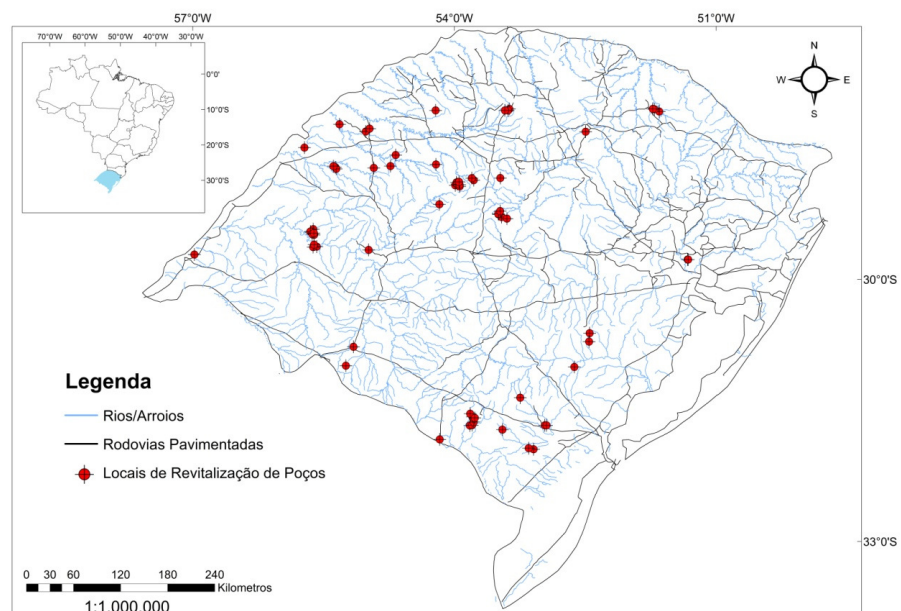 57°0'W 54°0'W 51°0'W
70°0'W 60°0'W 50°0'W 40°0'W 30°0'W
0°0'
10°0'S
20°0'S
30°0'S
N
W E
S
30°0'S
33°0'S
Legenda
Rios/Arroios
Rodovias Pavimentadas
Locais de Revitalização de Poços
0 30 60 120 180 240
Kilometros
1:1.000.000